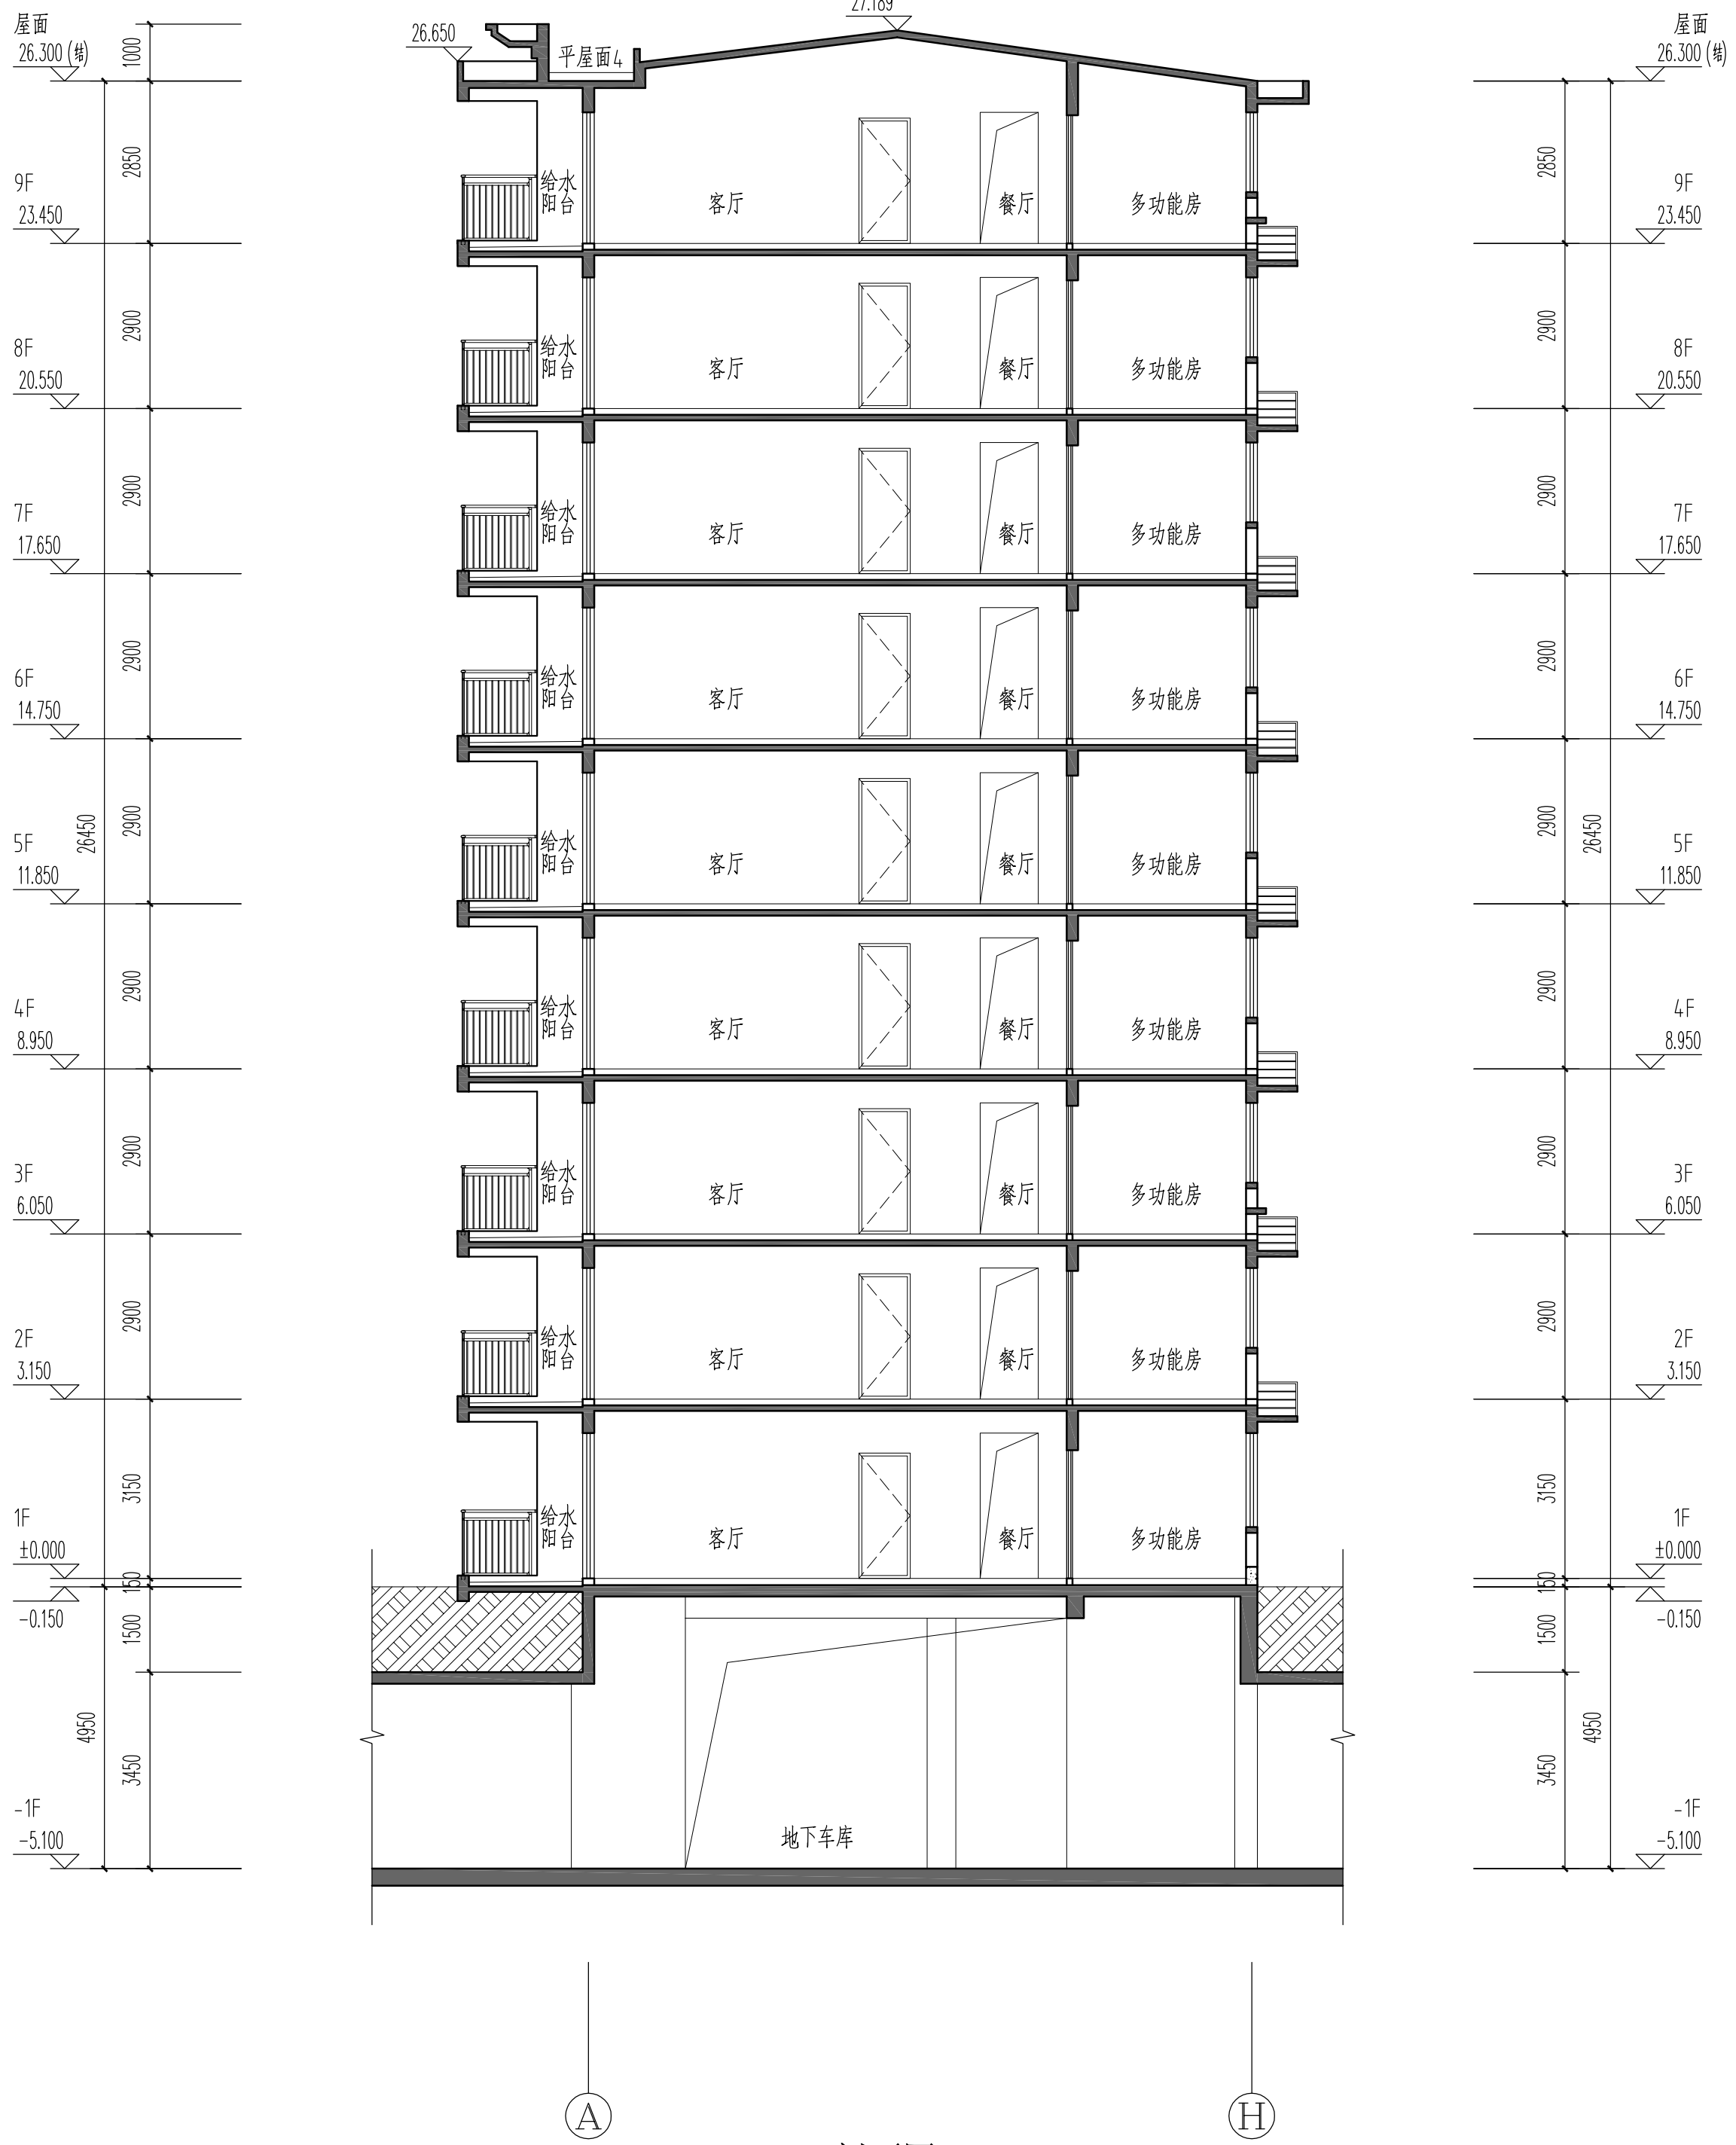 27.189
屋面
26.300 (结)
1000
26.650
平屋面4
屋面
26.300 (结)
2850
给水
阳台
客厅
餐厅
多功能房
2850
9F
23.450
9F
23.450
2900
给水
阳台
客厅
餐厅
多功能房
2900
8F
20.550
8F
20.550
2900
给水
阳台
客厅
餐厅
多功能房
2900
7F
17.650
7F
17.650
2900
给水
阳台
客厅
餐厅
多功能房
2900
6F
14.750
6F
14.750
26450
2900
给水
阳台
客厅
餐厅
多功能房
2900
26450
5F
11.850
5F
11.850
2900
给水
阳台
客厅
餐厅
多功能房
2900
4F
8.950
4F
8.950
2900
给水
阳台
客厅
餐厅
多功能房
2900
3F
6.050
3F
6.050
2900
给水
阳台
客厅
餐厅
多功能房
2900
2F
3.150
2F
3.150
3150
给水
阳台
客厅
餐厅
多功能房
3150
1F
±0.000
1F
±0.000
150
150
-0.150
-0.150
1500
1500
4950
4950
3450
3450
-1F
-5.100
地下车库
-1F
-5.100
A
H